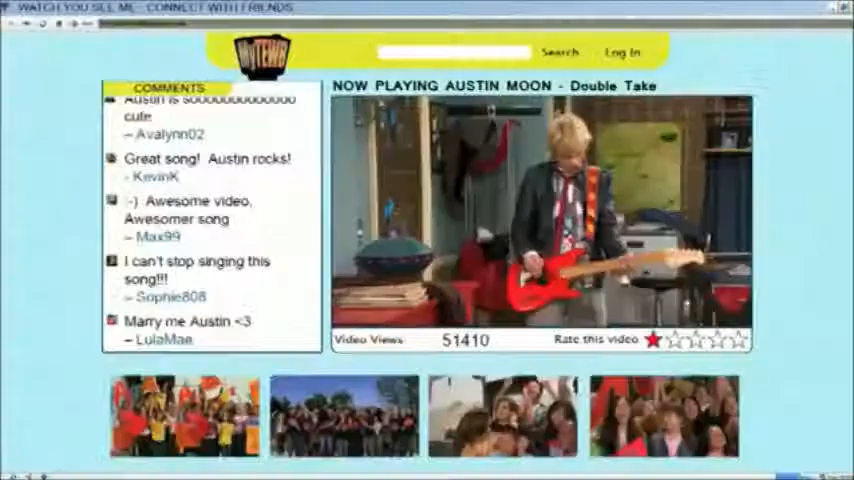 WATCH YOU SEE ME - CONNECT WITH FRIENDS
MyTEWB
Search
Log In
COMMENTS
NOW PLAYING AUSTIN MOON - Double Take
Austin is sooooooooooooo
cute
- Avalynn02
Great song! Austin rocks!
- KevinK
:-) Awesome video,
Awesomer song
- Max99
I can't stop singing this
song!!!
- Sophie808
Marry me Austin <3
- LulaMae
Video Views 51410 Rate this video